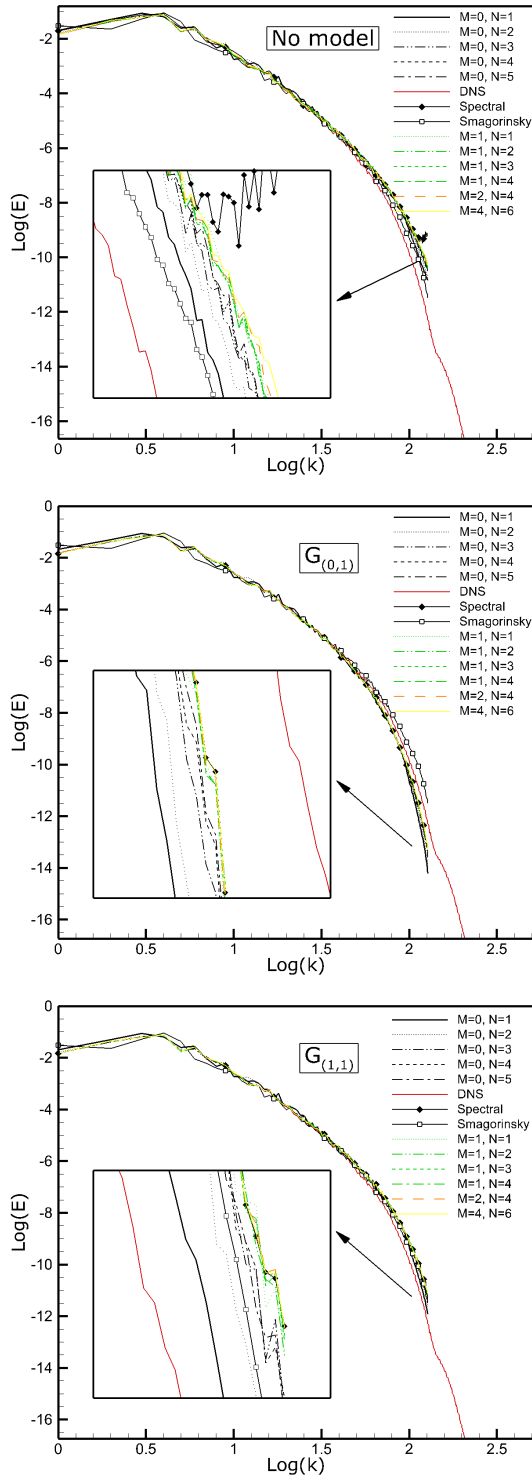 No model
M=0, N=1
M=0, N=2
M=0, N=3
M=0, N=4
M=0, N=5
DNS
Spectral
Smagorinsky
M=1, N=1
M=1, N=2
M=1, N=3
M=1, N=4
M=2, N=4
M=4, N=6
-2
-4
-6
-8
-10
-12
-14
-16
Log(E)
0
0.5
1
1.5
2
2.5
Log(k)
G(0,1)
M=0, N=1
M=0, N=2
M=0, N=3
M=0, N=4
M=0, N=5
DNS
Spectral
Smagorinsky
M=1, N=1
M=1, N=2
M=1, N=3
M=1, N=4
M=2, N=4
M=4, N=6
0
-2
-4
-6
-8
-10
-12
-14
-16
Log(E)
0
0.5
1
1.5
2
2.5
Log(k)
G(1,1)
M=0, N=1
M=0, N=2
M=0, N=3
M=0, N=4
M=0, N=5
DNS
Spectral
Smagorinsky
M=1, N=1
M=1, N=2
M=1, N=3
M=1, N=4
M=2, N=4
M=4, N=6
0
-2
-4
-6
-8
-10
-12
-14
-16
Log(E)
0
0.5
1
1.5
2
2.5
Log(k)